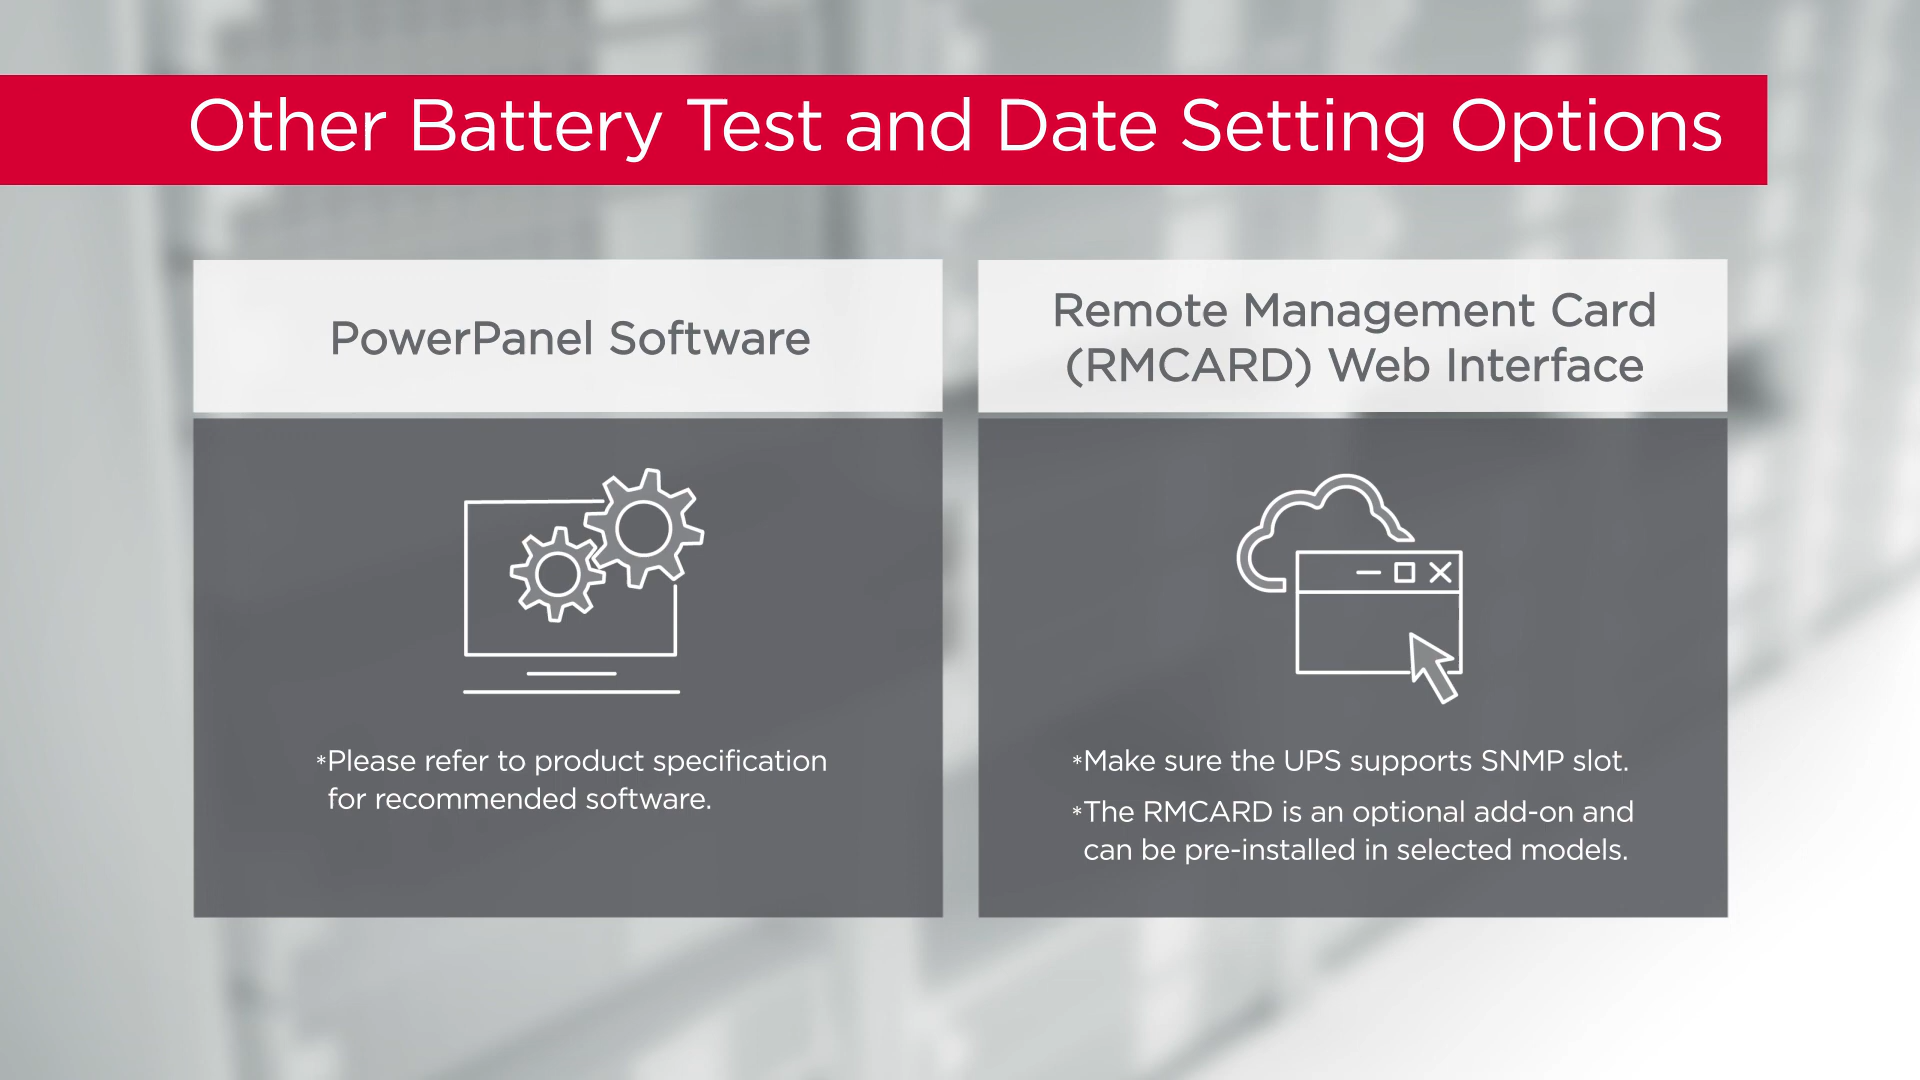 Other Battery Test and Date Setting Options
PowerPanel Software
*Please refer to product specification
for recommended software.
Remote Management Card
(RMCARD) Web Interface
*Make sure the UPS supports SNMP slot.
*The RMCARD is an optional add-on and
can be pre-installed in selected models.